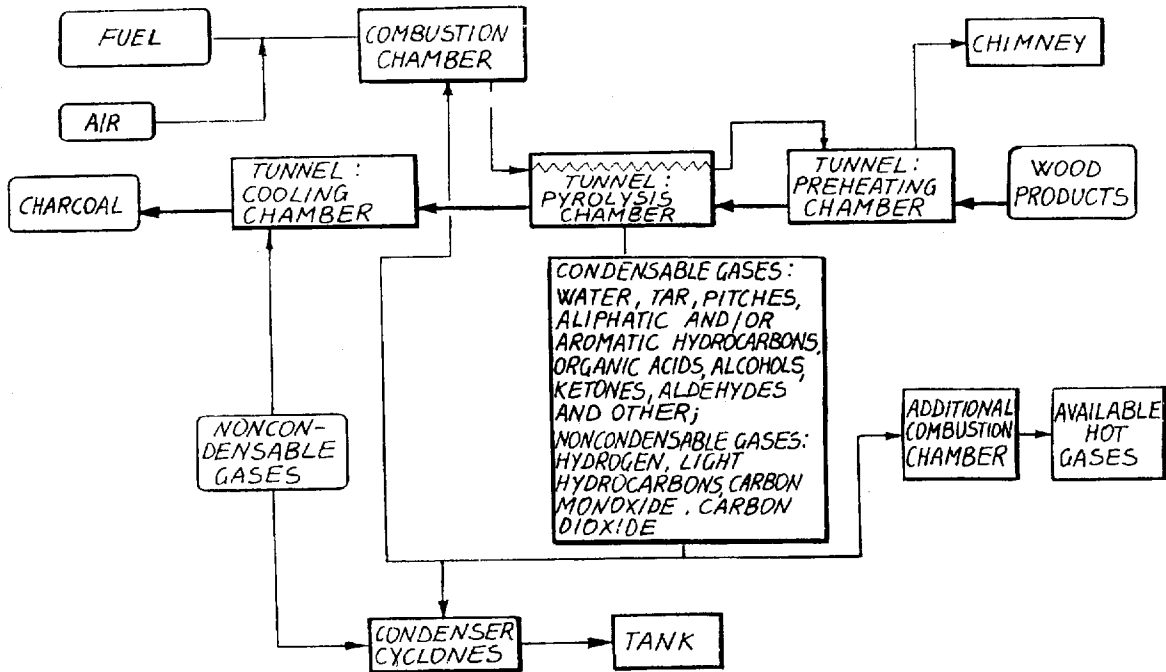 FUEL
COMBUSTION
CHAMBER
CHIMNEY
AIR
TUNNEL:
COOLING
CHAMBER
TUNNEL:
PYROLYSIS
CHAMBER
TUNNEL:
PREHEATING
CHAMBER
WOOD
PRODUCTS
CHARCOAL
CONDENSABLE GASES:
WATER, TAR, PITCHES,
ALIPHATIC AND/OR
AROMATIC HYDROCARBONS,
ORGANIC ACIDS, ALCOHOLS,
KETONES, ALDEHYDES
AND OTHER;
NONCONDENSABLE GASES:
HYDROGEN, LIGHT
HYDROCARBONS, CARBON
MONOXIDE. CARBON
DIOXIDE
NONCON-
DENSABLE
GASES
ADDITIONAL
COMBUSTION
CHAMBER
AVAILABLE
HOT
GASES
CONDENSER
CYCLONES
TANK